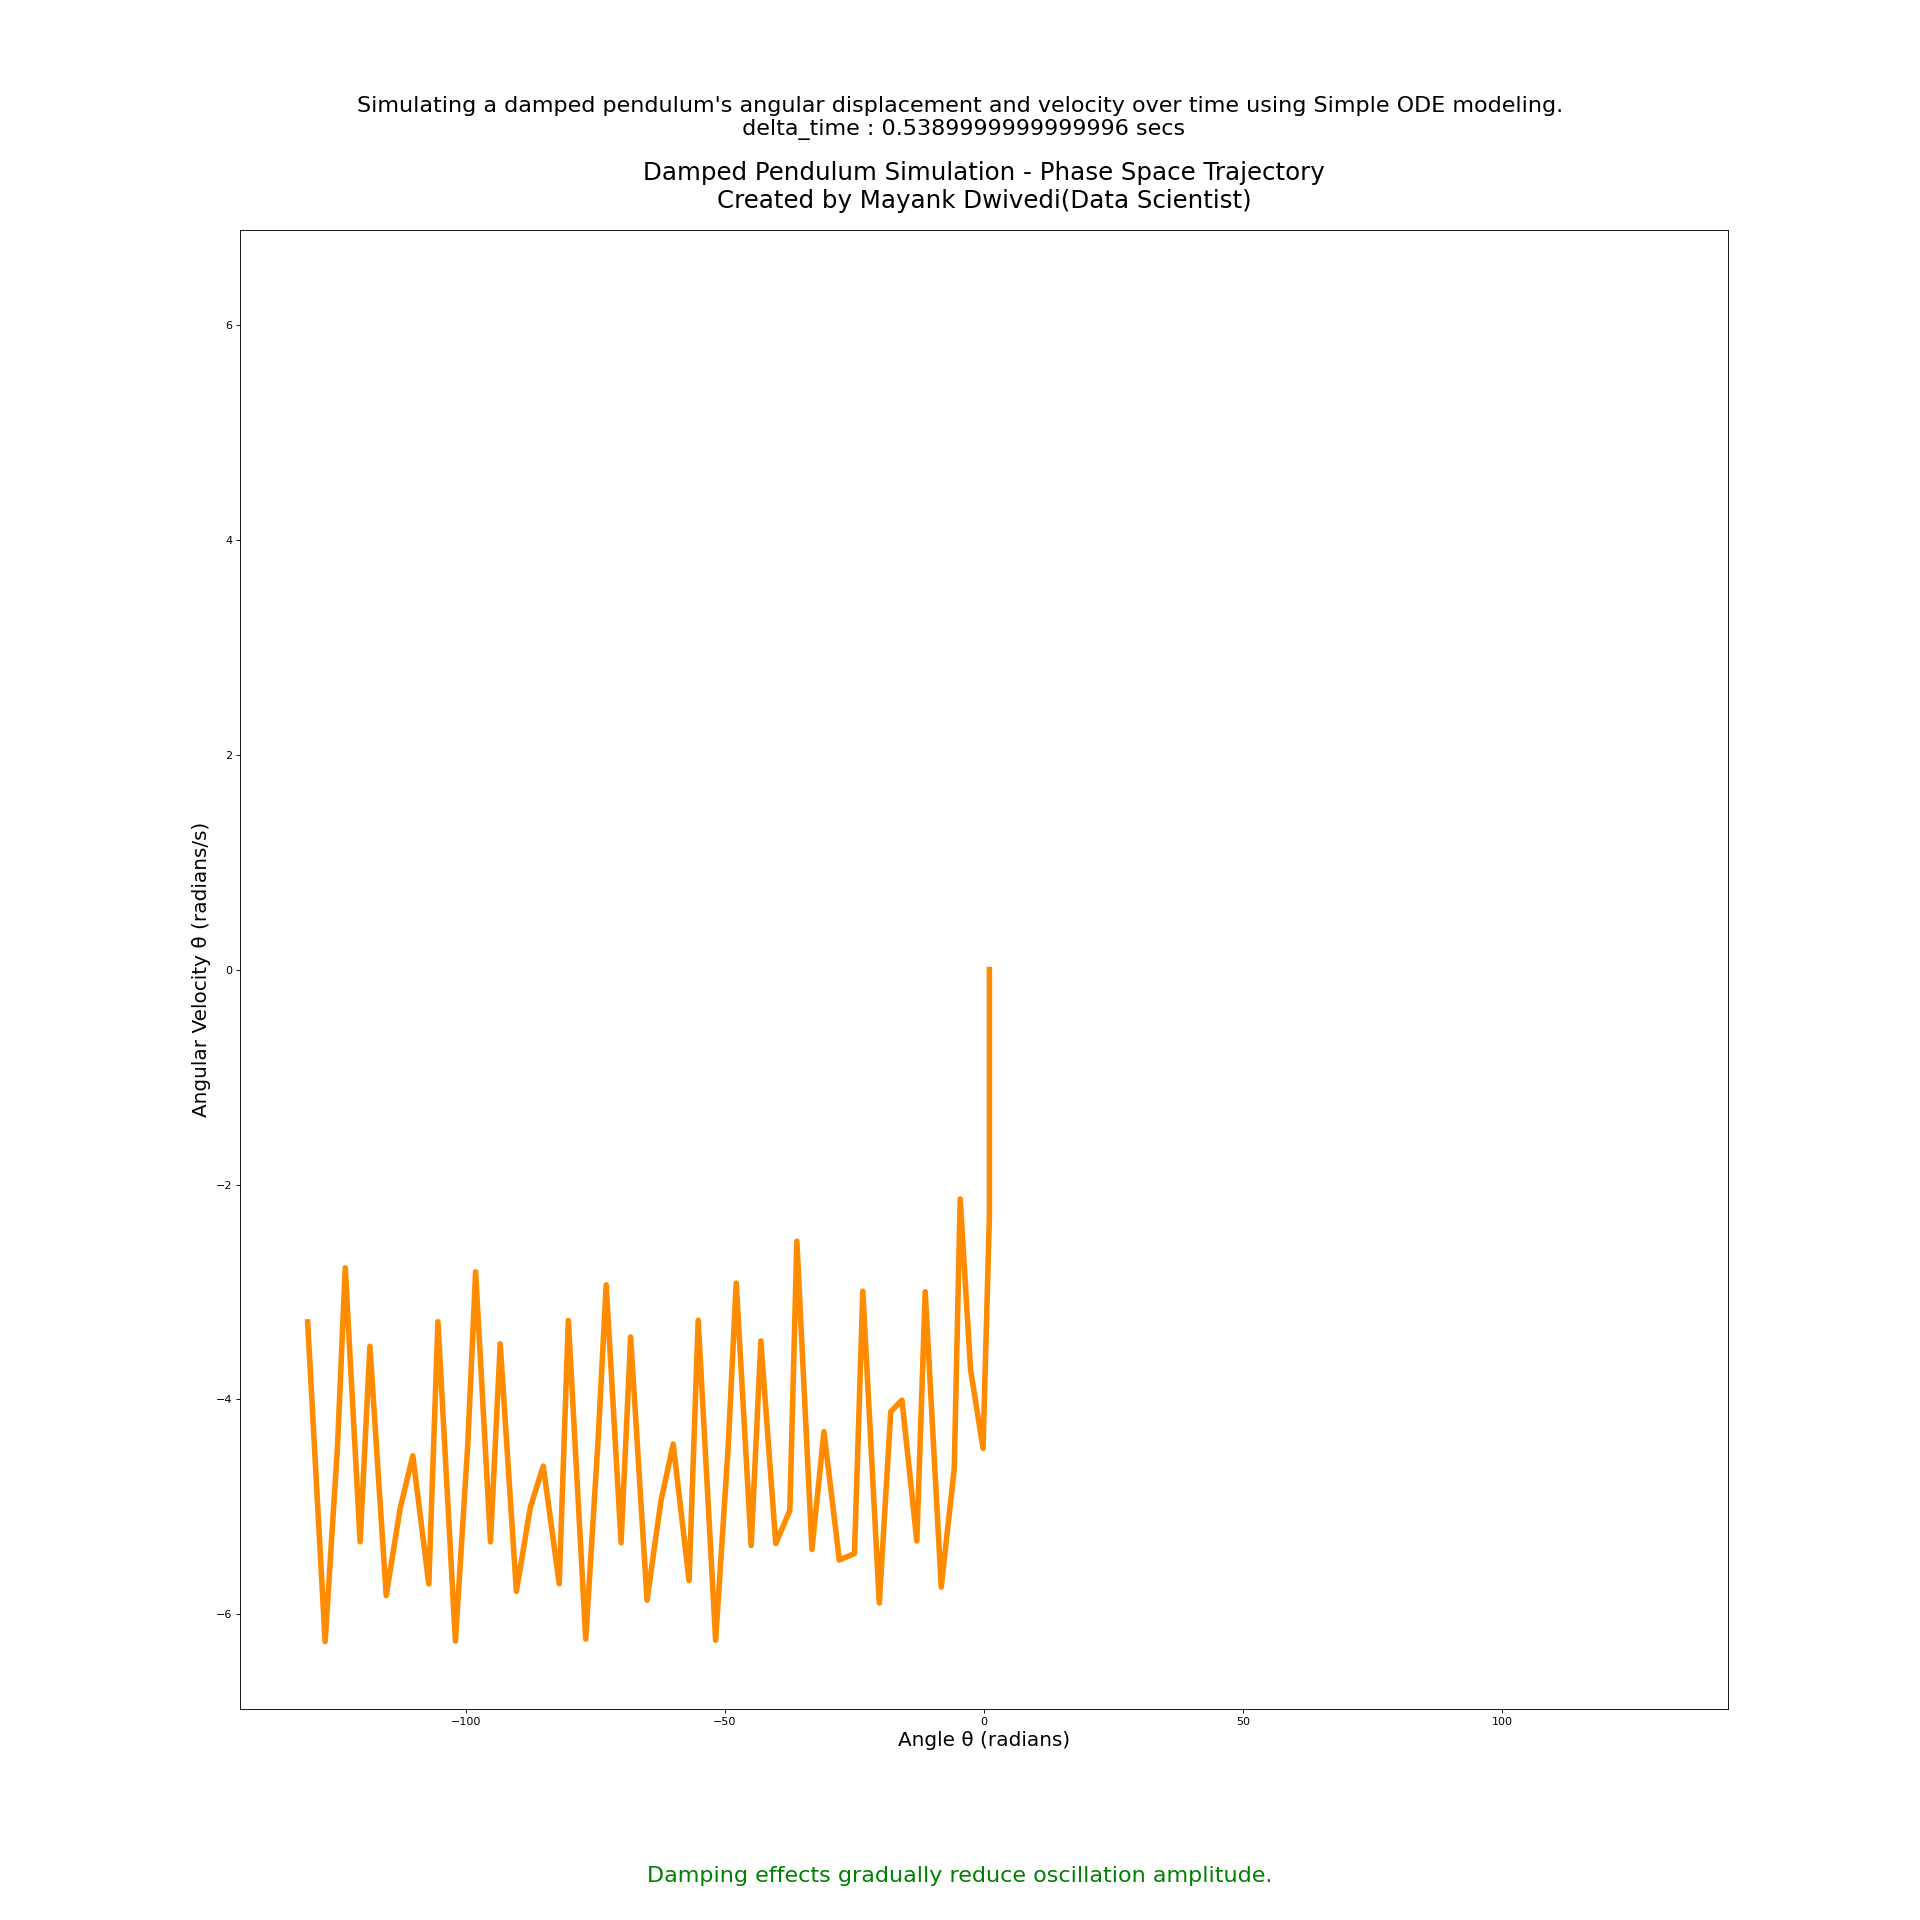 Simulating a damped pendulum's angular displacement and velocity over time using Simple ODE modeling.
delta_time : 0.5389999999999996 secs
Damped Pendulum Simulation - Phase Space Trajectory
Created by Mayank Dwivedi(Data Scientist)
6
4
2
0
−2
−4
−6
Angular Velocity θ (radians/s)
−100
−50
0
50
100
Angle θ (radians)
Damping effects gradually reduce oscillation amplitude.